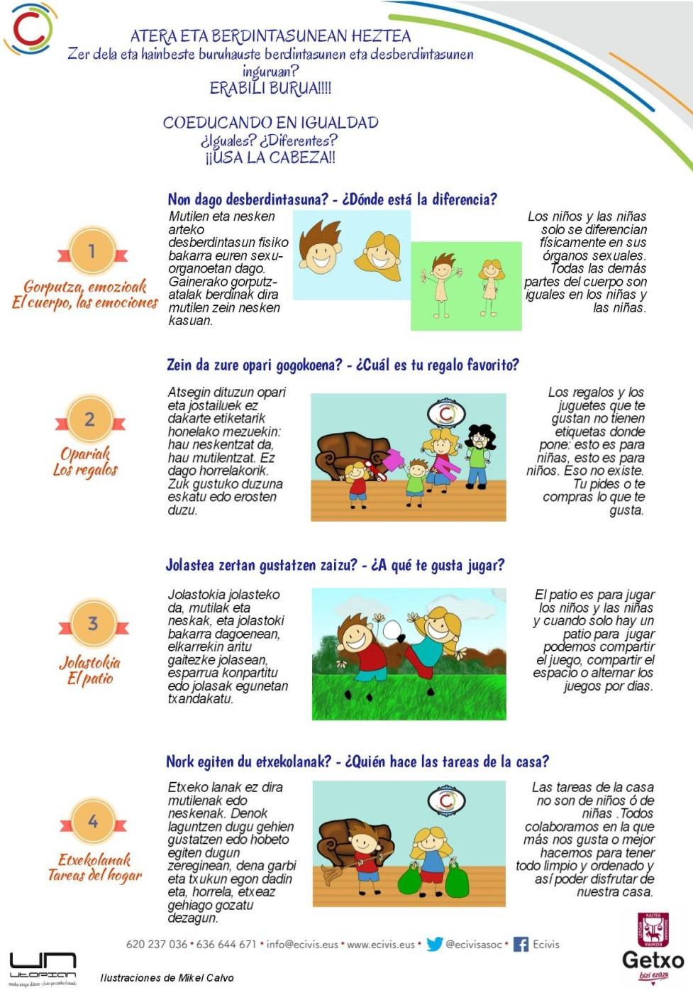 ATERA ETA BERDINTASUNEAN HEZTEA
Zer dela eta hainbeste buruhauste berdintasunen eta desberdintasunen
inguruan?
ERABILI BURUA!!!!
COEDUCANDO EN IGUALDAD
¿Iguales? ¿Diferentes?
¡¡USA LA CABEZA!!
Non dago desberdintasuna? - ¿Dónde está la diferencia?
1
Gorputza, emozioak
El cuerpo, las emociones
Mutilen eta nesken
arteko
desberdintasun fisiko
bakarra euren sexu-
organoetan dago.
Gainerako gorputz-
atalak berdinak dira
mutilen zein nesken
kasuan.
Los niños y las niñas
solo se diferencian
físicamente en sus
órganos sexuales.
Todas las demás
partes del cuerpo son
iguales en los niñas y
las niñas.
Zein da zure opari gogokoena? - ¿Cuál es tu regalo favorito?
2
Opariak
Los regalos
Atsegin dituzun opari
eta jostailuek ez
dakarte etiketarik
honelako mezuekin:
hau neskentzat da,
hau mutilentzat. Ez
dago horrelakorik.
Zuk gustuko duzuna
eskatu edo erosten
duzu.
Los regalos y los
juguetes que te
gustan no tienen
etiquetas donde
pone: esto es para
niñas, esto es para
niños. Eso no existe.
Tu pides o te
compras lo que te
gusta.
Jolastea zertan gustatzen zaizu? - ¿A qué te gusta jugar?
3
Jolastokia
El patio
Jolastokia jolasteko
da, mutilak eta
neskak, eta jolastoki
bakarra dagoenean,
elkarrekin aritu
gaitezke jolasean,
esparrua konpartitu
edo jolasak egunetan
txandakatu.
El patio es para jugar
los niños y las niñas
y cuando solo hay un
patio para jugar
podemos compartir
el juego, compartir el
espacio o alternar los
juegos por dias.
Nork egiten du etxekolanak? - ¿Quién hace las tareas de la casa?
4
Etxekolanak
Tareas del hogar
Etxeko lanak ez dira
mutilenak edo
neskenak. Denok
laguntzen dugu gehien
gustatzen edo hobeto
egiten dugun
zereginean, dena garbi
eta txukun egon dadin
eta, horrela, etxeaz
gehiago gozatu
dezagun.
Las tareas de la casa
no son de niños ó de
niñas .Todos
colaboramos en la que
más nos gusta o mejor
hacemos para tener
todo limpio y ordenado y
así poder disfrutar de
nuestra casa.
620 237 036 • 636 644 671 • info@ecivis.eus • www.ecivis.eus • @ecivisasoc • Ecivis
UN
UTOPIAN
Ilustraciones de Mikel Calvo
Getxo
bizi ezazu